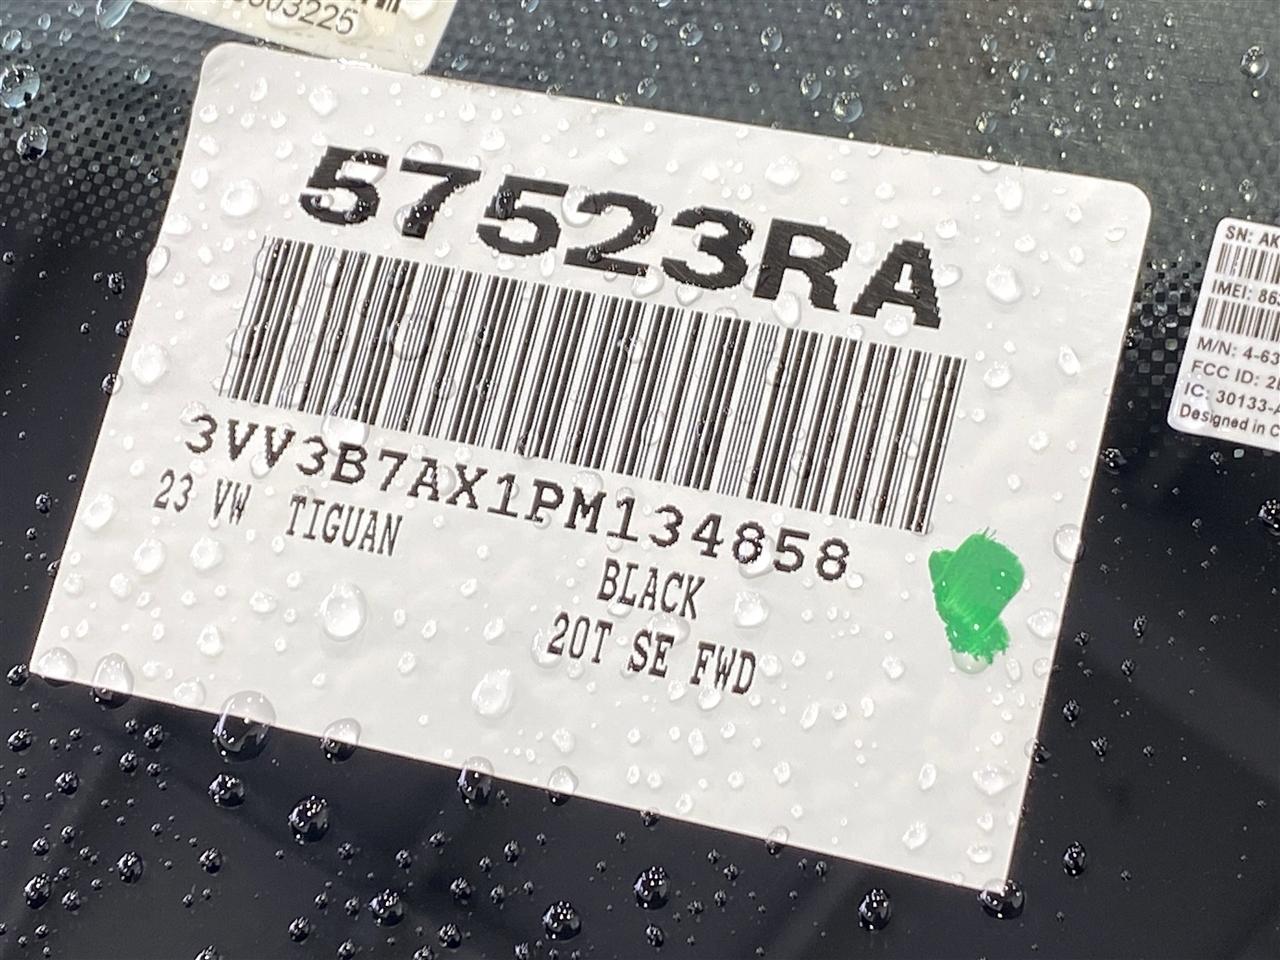 57523RA
3VV3B7AX1PM134858
23 VW TIGUAN
BLACK
20T SE FWD
SN: AK
IMEI: 86
M/N: 4-63
FCC ID: 2
IC: 30133-
Designed in C